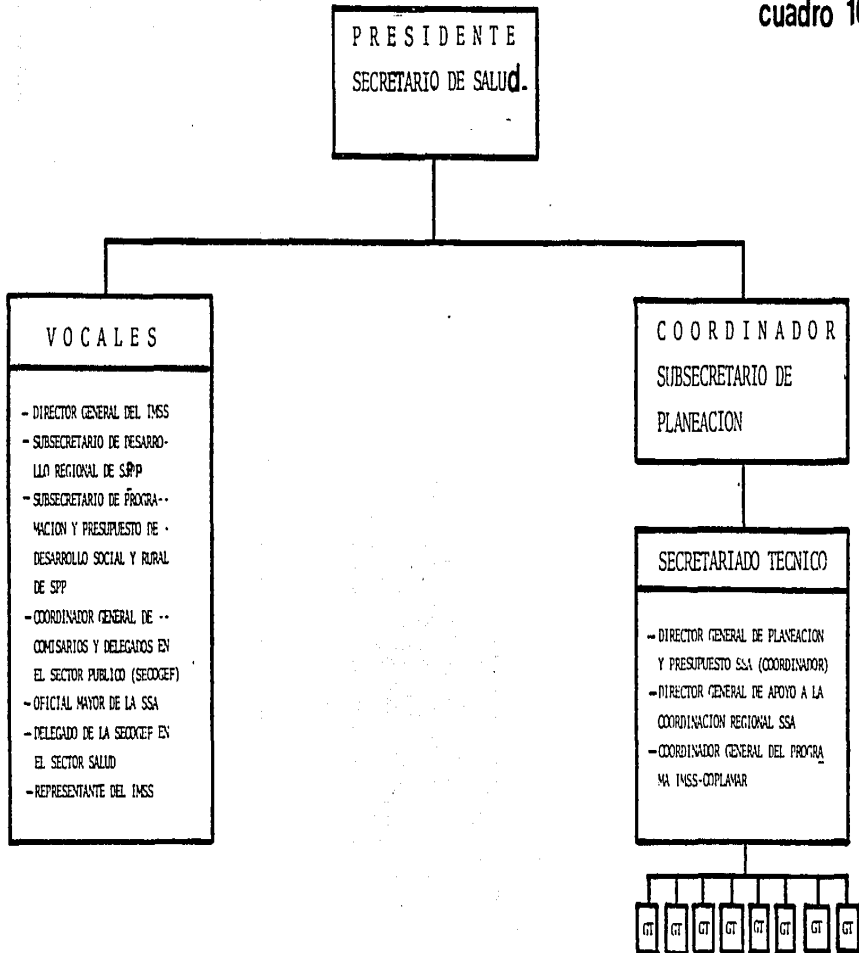 cuadro 10
PRESIDENTE
SECRETARIO DE SALUd.
VOCALES
- DIRECTOR GENERAL DEL IMSS
- SUBSECRETARIO DE DESARRO-
LLO REGIONAL DE SPP
- SUBSECRETARIO DE PROGRA--
MACION Y PRESUPUESTO DE -
DESARROLLO SOCIAL Y RURAL
DE SPP
- COORDINADOR GENERAL DE --
COMISARIOS Y DELEGADOS EN
EL SECTOR PUBLICO (SECOGEF)
- OFICIAL MAYOR DE LA SSA
- DELEGADO DE LA SECOGEF EN
EL SECTOR SALUD
- REPRESENTANTE DEL IMSS
COORDINADOR
SUBSECRETARIO DE
PLANEACION
SECRETARIADO TECNICO
- DIRECTOR GENERAL DE PLANEACION
Y PRESUPUESTO SSA (COORDINADOR)
- DIRECTOR GENERAL DE APOYO A LA
COORDINACION REGIONAL SSA
- COORDINADOR GENERAL DEL PROGRA
MA IMSS-COPLAMAR
GT GT GT GT GT GT GT GT